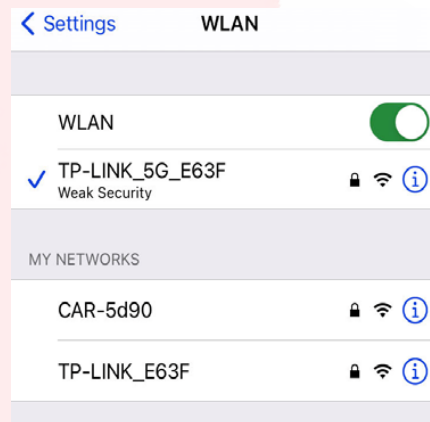 Settings
WLAN
WLAN
TP-LINK_5G_E63F
Weak Security
MY NETWORKS
CAR-5d90
TP-LINK_E63F